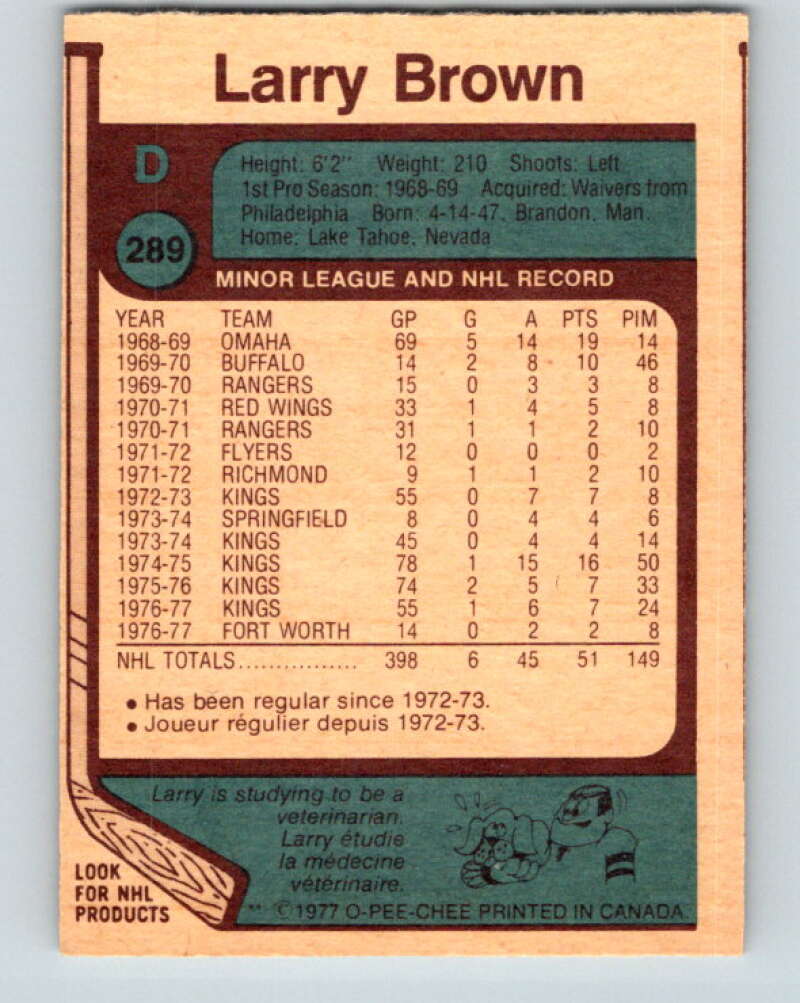 Larry Brown
D
Height: 6'2" Weight: 210 Shoots: Left
1st Pro Season: 1968-69 Acquired: Waivers from
Philadelphia Born: 4-14-47, Brandon, Man.
Home: Lake Tahoe, Nevada
289
MINOR LEAGUE AND NHL RECORD
YEAR TEAM GP G A PTS PIM
1968-69 OMAHA 69 5 14 19 14
1969-70 BUFFALO 14 2 8 10 46
1969-70 RANGERS 15 0 3 3 8
1970-71 RED WINGS 33 1 4 5 8
1970-71 RANGERS 31 1 1 2 10
1971-72 FLYERS 12 0 0 0 2
1971-72 RICHMOND 9 1 1 2 10
1972-73 KINGS 55 0 7 7 8
1973-74 SPRINGFIELD 8 0 4 4 6
1973-74 KINGS 45 0 4 4 14
1974-75 KINGS 78 1 15 16 50
1975-76 KINGS 74 2 5 7 33
1976-77 KINGS 55 1 6 7 24
1976-77 FORT WORTH 14 0 2 2 8
NHL TOTALS................ 398 6 45 51 149
• Has been regular since 1972-73.
• Joueur régulier depuis 1972-73.
Larry is studying to be a
veterinarian.
Larry étudie
la médecine
vétérinaire.
LOOK
FOR NHL
PRODUCTS
** ©1977 O-PEE-CHEE PRINTED IN CANADA.